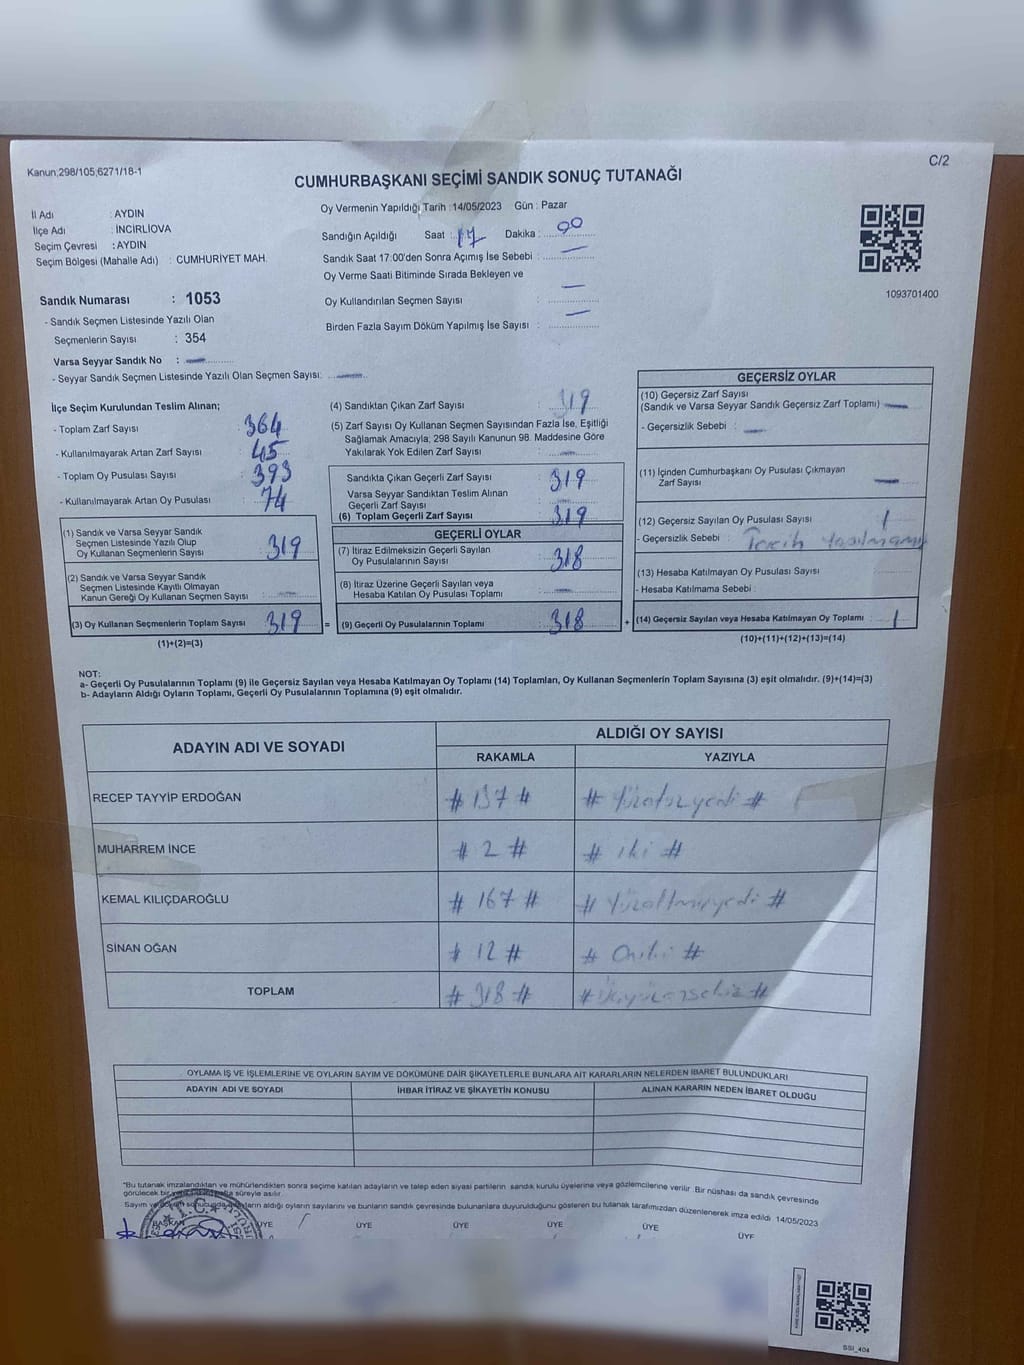 Kanun;298/105;6271/18-1
C/2
CUMHURBAŞKANI SEÇİMİ SANDIK SONUÇ TUTANAĞI
İl Adı : AYDIN
İlçe Adı : İNCİRLİOVA
Seçim Çevresi : AYDIN
Seçim Bölgesi (Mahalle Adı) : CUMHURİYET MAH.
Oy Vermenin Yapıldığı Tarih : 14/05/2023 Gün : Pazar
Sandığın Açıldığı Saat : 17 Dakika : 00
Sandık Saat 17:00'den Sonra Açımış İse Sebebi : —
Oy Verme Saati Bitiminde Sırada Bekleyen ve
Oy Kullandırılan Seçmen Sayısı : —
Birden Fazla Sayım Döküm Yapılmış İse Sayısı : —
1093701400
Sandık Numarası : 1053
- Sandık Seçmen Listesinde Yazılı Olan
Seçmenlerin Sayısı : 354
Varsa Seyyar Sandık No : —
- Seyyar Sandık Seçmen Listesinde Yazılı Olan Seçmen Sayısı: —
İlçe Seçim Kurulundan Teslim Alınan;
- Toplam Zarf Sayısı : 364
- Kullanılmayarak Artan Zarf Sayısı : 45
- Toplam Oy Pusulası Sayısı : 393
- Kullanılmayarak Artan Oy Pusulası : 74
(1) Sandık ve Varsa Seyyar Sandık
Seçmen Listesinde Yazılı Olup
Oy Kullanan Seçmenlerin Sayısı : 319
(2) Sandık ve Varsa Seyyar Sandık
Seçmen Listesinde Kayıtlı Olmayan
Kanun Gereği Oy Kullanan Seçmen Sayısı : —
(3) Oy Kullanan Seçmenlerin Toplam Sayısı 319 =
(1)+(2)=(3)
(4) Sandıktan Çıkan Zarf Sayısı : 319
(5) Zarf Sayısı Oy Kullanan Seçmen Sayısından Fazla İse, Eşitliği
Sağlamak Amacıyla; 298 Sayılı Kanunun 98. Maddesine Göre
Yakılarak Yok Edilen Zarf Sayısı : —
Sandıkta Çıkan Geçerli Zarf Sayısı : 319
Varsa Seyyar Sandıktan Teslim Alınan
Geçerli Zarf Sayısı
(6) Toplam Geçerli Zarf Sayısı : 319
GEÇERLİ OYLAR
(7) İtiraz Edilmeksizin Geçerli Sayılan
Oy Pusulasının Sayısı : 318
(8) İtiraz Üzerine Geçerli Sayılan veya
Hesaba Katılan Oy Pusulası Toplamı : —
(9) Geçerli Oy Pusulalarının Toplamı : 318 +
GEÇERSİZ OYLAR
(10) Geçersiz Zarf Sayısı
(Sandık ve Varsa Seyyar Sandık Geçersiz Zarf Toplamı) —
- Geçersizlik Sebebi : —
(11) İçinden Cumhurbaşkanı Oy Pusulası Çıkmayan
Zarf Sayısı —
(12) Geçersiz Sayılan Oy Pusulası Sayısı : 1
- Geçersizlik Sebebi : Tercih Yapılmamış
(13) Hesaba Katılmayan Oy Pusulası Sayısı :
- Hesaba Katılmama Sebebi :
(14) Geçersiz Sayılan veya Hesaba Katılmayan Oy Toplamı : 1
(10)+(11)+(12)+(13)=(14)
NOT:
a- Geçerli Oy Pusulalarının Toplamı (9) ile Geçersiz Sayılan veya Hesaba Katılmayan Oy Toplamı (14) Toplamları, Oy Kullanan Seçmenlerin Toplam Sayısına (3) eşit olmalıdır. (9)+(14)=(3)
b- Adayların Aldığı Oyların Toplamı, Geçerli Oy Pusulalarının Toplamına (9) eşit olmalıdır.
ADAYIN ADI VE SOYADI ALDIĞI OY SAYISI
RAKAMLA YAZIYLA
RECEP TAYYİP ERDOĞAN # 137 # # Yüzotuzyedi #
MUHARREM İNCE # 2 # # iki #
KEMAL KILIÇDAROĞLU # 167 # # Yüzaltmışyedi #
SİNAN OĞAN # 12 # # Oniki #
TOPLAM # 318 # # Üçyüzonsekiz #
OYLAMA İŞ VE İŞLEMLERİNE VE OYLARIN SAYIM VE DÖKÜMÜNE DAİR ŞİKAYETLERLE BUNLARA AİT KARARLARIN NELERDEN İBARET BULUNDUKLARI
ADAYIN ADI VE SOYADI İHBAR İTİRAZ VE ŞİKAYETİN KONUSU ALINAN KARARIN NEDEN İBARET OLDUĞU
"Bu tutanak imzalandıktan ve mühürlendikten sonra seçime katılan adayların ve talep eden siyasi partilerin sandık kurulu üyelerine veya gözlemcilerine verilir. Bir nüshası da sandık çevresinde
görülecek bir süreyle asılır.
Sayım ve aldığı oyların sayılarını ve bunların sandık çevresinde bulunanlara duyurulduğunu gösteren bu tutanak tarafımızdan düzenlenerek imza edildi 14/05/2023
BAŞKAN ÜYE ÜYE ÜYE ÜYE ÜYE ÜYE
T.C.
SSI_404